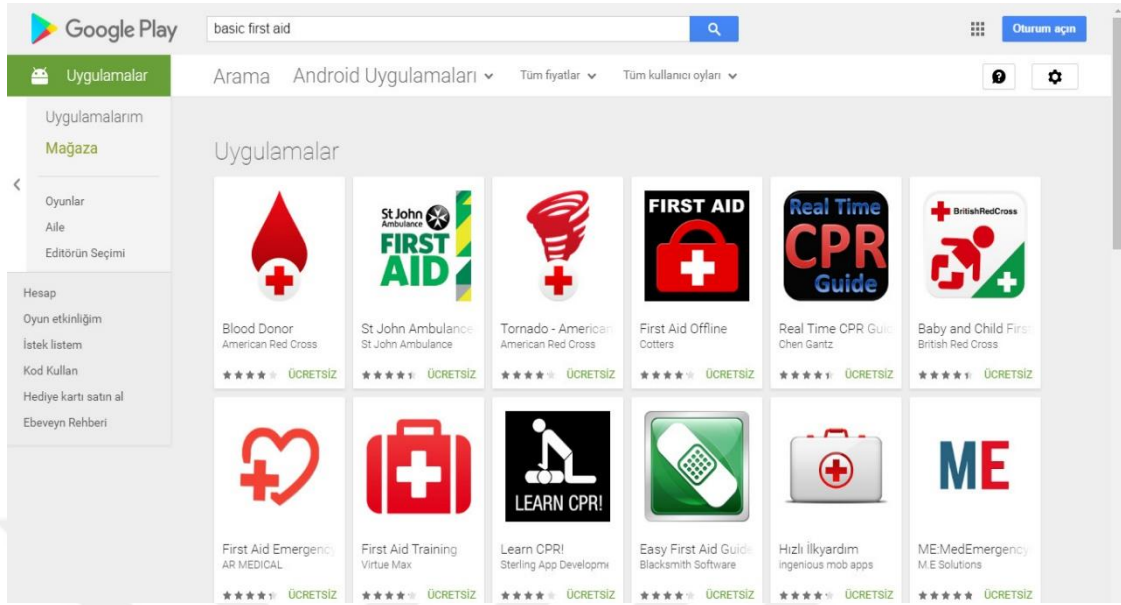 Google Play
basic first aid
Oturum açın
Uygulamalar
Arama
Android Uygulamaları
Tüm fiyatlar
Tüm kullanıcı oyları
Uygulamalarım
Mağaza
Oyunlar
Aile
Editörün Seçimi
Hesap
Oyun etkinliğim
İstek listem
Kod Kullan
Hediye kartı satın al
Ebeveyn Rehberi
Uygulamalar
Blood Donor
American Red Cross
ÜCRETSİZ
St John
Ambulance
FIRST
AID
St John Ambulance
St John Ambulance
ÜCRETSİZ
Tornado - American
American Red Cross
ÜCRETSİZ
FIRST AID
First Aid Offline
Cotters
ÜCRETSİZ
Real Time
CPR
Guide
Real Time CPR Guid
Chen Gantz
ÜCRETSİZ
BritishRedCross
Baby and Child Firs
British Red Cross
ÜCRETSİZ
First Aid Emergency
AR MEDICAL
ÜCRETSİZ
First Aid Training
Virtue Max
ÜCRETSİZ
LEARN CPR!
Learn CPR!
Sterling App Developme
ÜCRETSİZ
Easy First Aid Guide
Blacksmith Software
ÜCRETSİZ
Hızlı İlkyardım
ingenious mob apps
ÜCRETSİZ
ME
ME:MedEmergency
M.E Solutions
ÜCRETSİZ